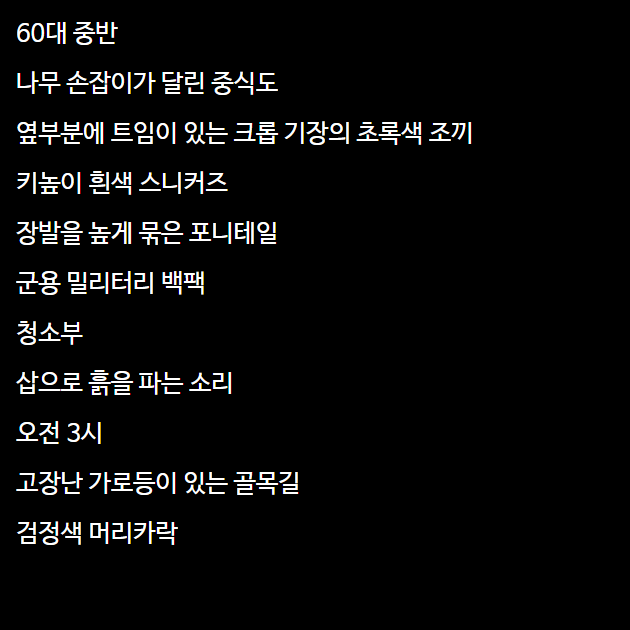 60대 중반
나무 손잡이가 달린 중식도
옆부분에 트임이 있는 크롭 기장의 초록색 조끼
키높이 흰색 스니커즈
장발을 높게 묶은 포니테일
군용 밀리터리 백팩
청소부
삽으로 흙을 파는 소리
오전 3시
고장난 가로등이 있는 골목길
검정색 머리카락